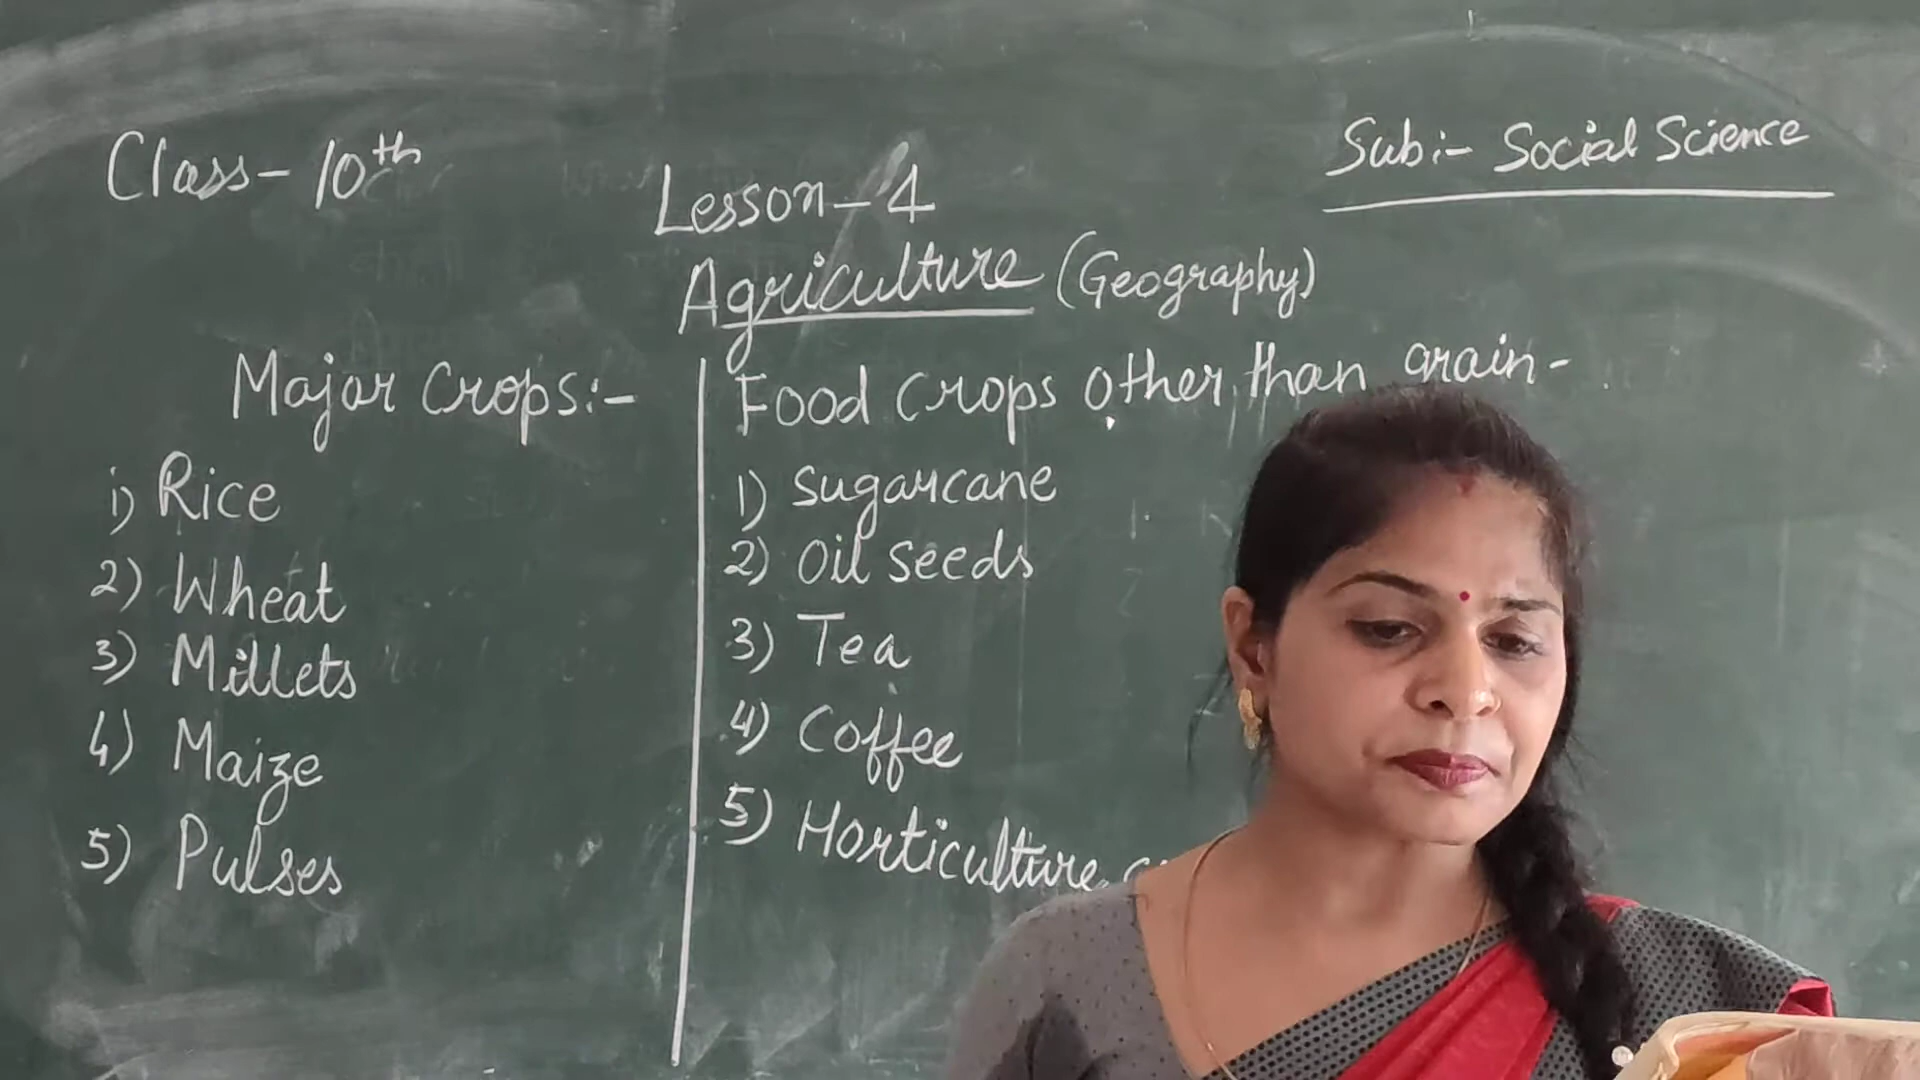 Class - 10th
Sub:- Social Science
Lesson - 4
Agriculture (Geography)
Major Crops:-
1) Rice
2) Wheat
3) Millets
4) Maize
5) Pulses
Food Crops other than grain -
1) Sugarcane
2) Oil seeds
3) Tea
4) Coffee
5) Horticulture